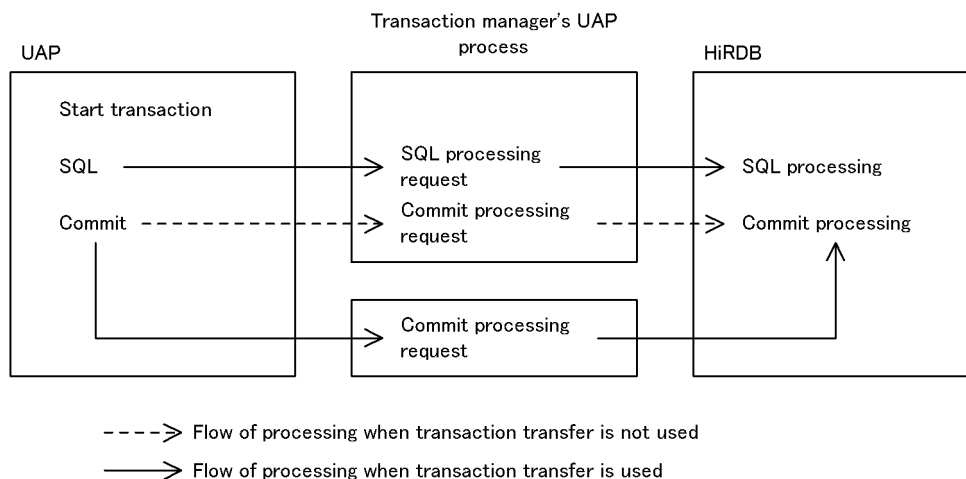 Transaction manager's UAP
process
UAP
HiRDB
Start transaction
SQL
SQL processing
request
SQL processing
Commit
Commit processing
request
Commit processing
Commit processing
request
Flow of processing when transaction transfer is not used
Flow of processing when transaction transfer is used